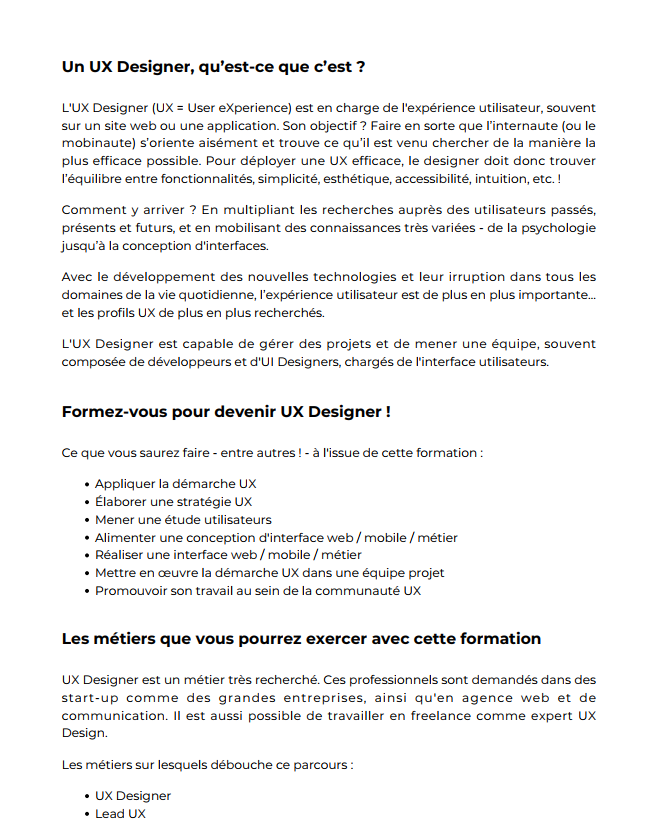 Un UX Designer, qu’est-ce que c’est ?
L'UX Designer (UX = User eXperience) est en charge de l'expérience utilisateur, souvent
sur un site web ou une application. Son objectif ? Faire en sorte que l’internaute (ou le
mobinaute) s’oriente aisément et trouve ce qu’il est venu chercher de la manière la
plus efficace possible. Pour déployer une UX efficace, le designer doit donc trouver
l’équilibre entre fonctionnalités, simplicité, esthétique, accessibilité, intuition, etc. !
Comment y arriver ? En multipliant les recherches auprès des utilisateurs passés,
présents et futurs, et en mobilisant des connaissances très variées - de la psychologie
jusqu’à la conception d'interfaces.
Avec le développement des nouvelles technologies et leur irruption dans tous les
domaines de la vie quotidienne, l’expérience utilisateur est de plus en plus importante...
et les profils UX de plus en plus recherchés.
L'UX Designer est capable de gérer des projets et de mener une équipe, souvent
composée de développeurs et d'UI Designers, chargés de l'interface utilisateurs.
Formez-vous pour devenir UX Designer !
Ce que vous saurez faire - entre autres ! - à l'issue de cette formation :
• Appliquer la démarche UX
• Élaborer une stratégie UX
• Mener une étude utilisateurs
• Alimenter une conception d'interface web / mobile / métier
• Réaliser une interface web / mobile / métier
• Mettre en œuvre la démarche UX dans une équipe projet
• Promouvoir son travail au sein de la communauté UX
Les métiers que vous pourrez exercer avec cette formation
UX Designer est un métier très recherché. Ces professionnels sont demandés dans des
start-up comme des grandes entreprises, ainsi qu'en agence web et de
communication. Il est aussi possible de travailler en freelance comme expert UX
Design.
Les métiers sur lesquels débouche ce parcours :
• UX Designer
• Lead UX